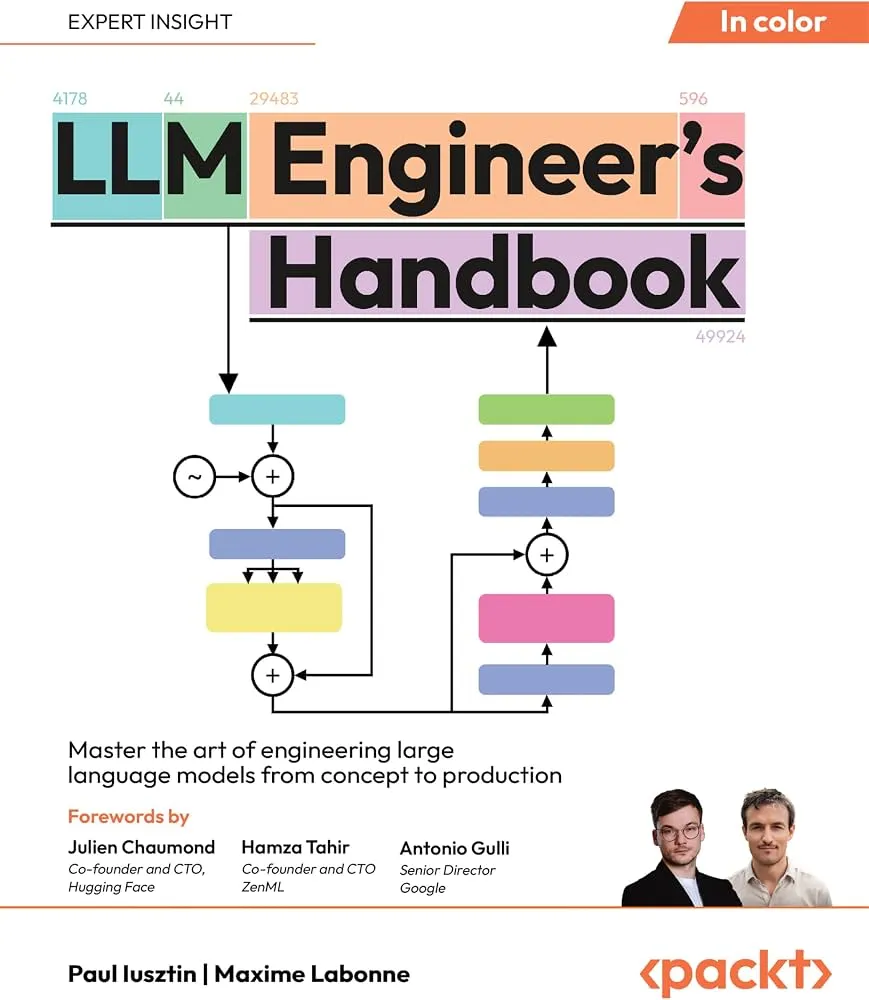 EXPERT INSIGHT
In color
4178 44 29483 596
LLM Engineer's
Handbook
49924
~
+
+
+
Master the art of engineering large
language models from concept to production
Forewords by
Julien Chaumond
Co-founder and CTO,
Hugging Face
Hamza Tahir
Co-founder and CTO
ZenML
Antonio Gulli
Senior Director
Google
Paul Iusztin | Maxime Labonne
<packt>